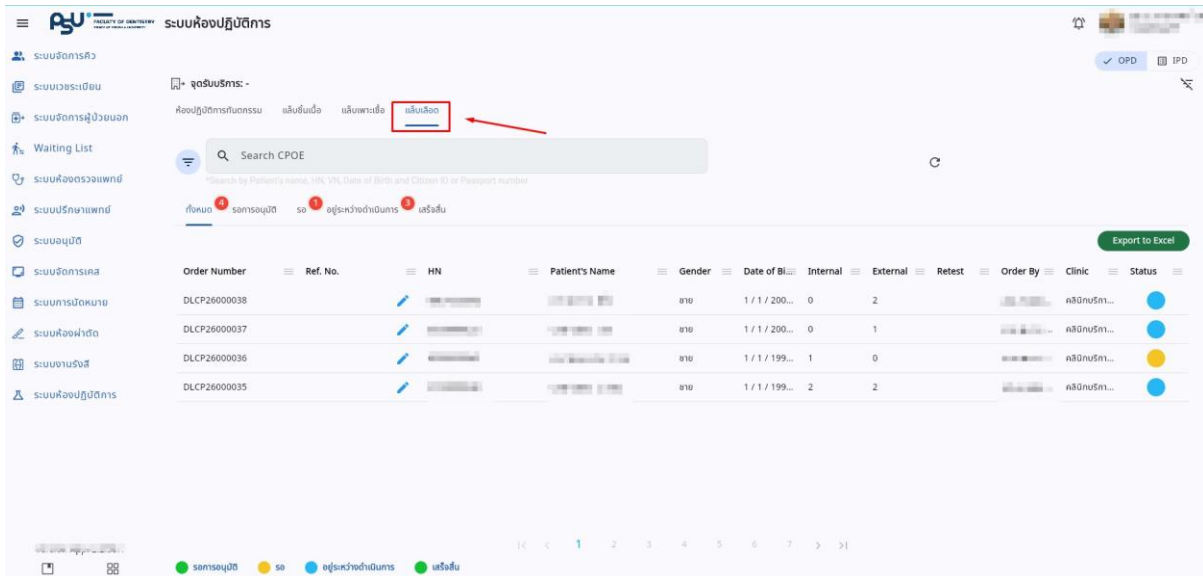 PSU FACULTY OF DENTISTRY ระบบห้องปฏิบัติการ
ระบบจัดการคิว
OPD IPD
ระบบเวชระเบียน
จุดรับบริการ: -
ระบบจัดการผู้ป่วยนอก
ห้องปฏิบัติการทันตกรรม แล็บชิ้นเนื้อ แล็บเพาะเชื้อ แล็บเลือด
Waiting List
Search CPOE
ระบบห้องตรวจแพทย์
*Search by Patient's name, HN, VN, Date of Birth and Citizen ID or Passport number
ระบบปรึกษาแพทย์
ทั้งหมด 4 รอการอนุมัติ รอ 1 อยู่ระหว่างดำเนินการ 3 เสร็จสิ้น
ระบบอนุมัติ
Export to Excel
ระบบจัดการเคส
Order Number Ref. No. HN Patient's Name Gender Date of Bi... Internal External Retest Order By Clinic Status
ระบบการนัดหมาย
DLCP26000038 ชาย 1 / 1 / 200... 0 2 คลินิกบริกา...
ระบบห้องผ่าตัด
DLCP26000037 ชาย 1 / 1 / 200... 0 1 คลินิกบริกา...
ระบบงานรังสี
DLCP26000036 ชาย 1 / 1 / 199... 1 0 คลินิกบริกา...
ระบบห้องปฏิบัติการ
DLCP26000035 ชาย 1 / 1 / 199... 2 2 คลินิกบริกา...
1 2 3 4 5 6 7
รอการอนุมัติ รอ อยู่ระหว่างดำเนินการ เสร็จสิ้น